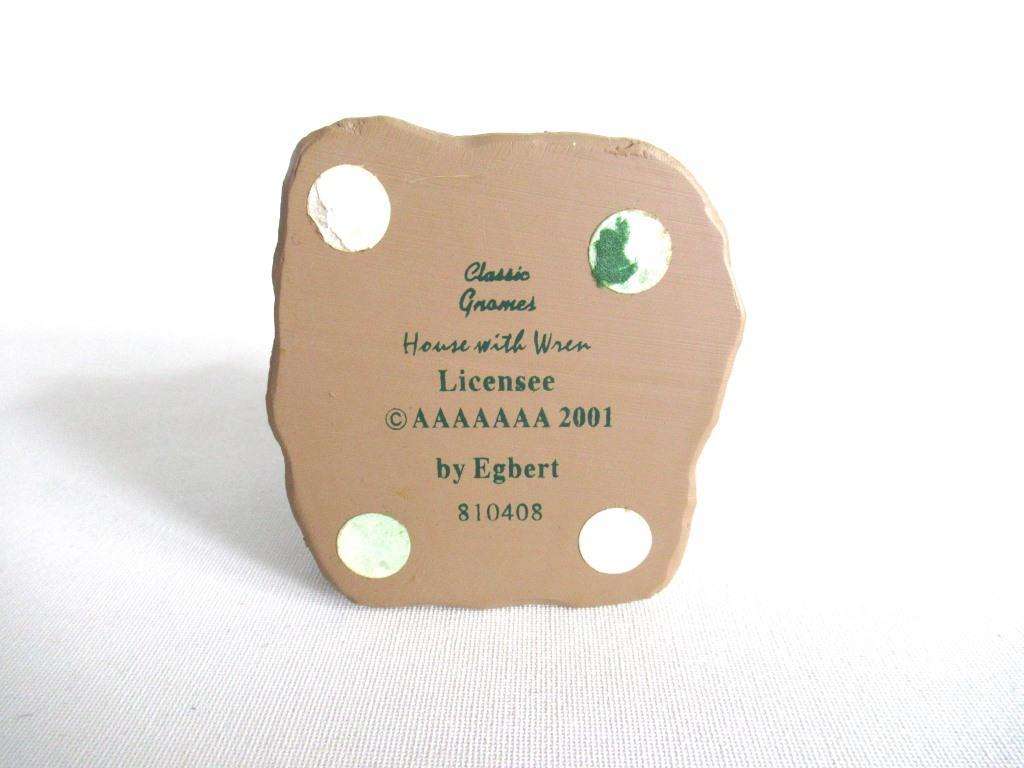 Classic
Gnomes
House with Wren
Licensee
© AAAAAAA 2001
by Egbert
810408